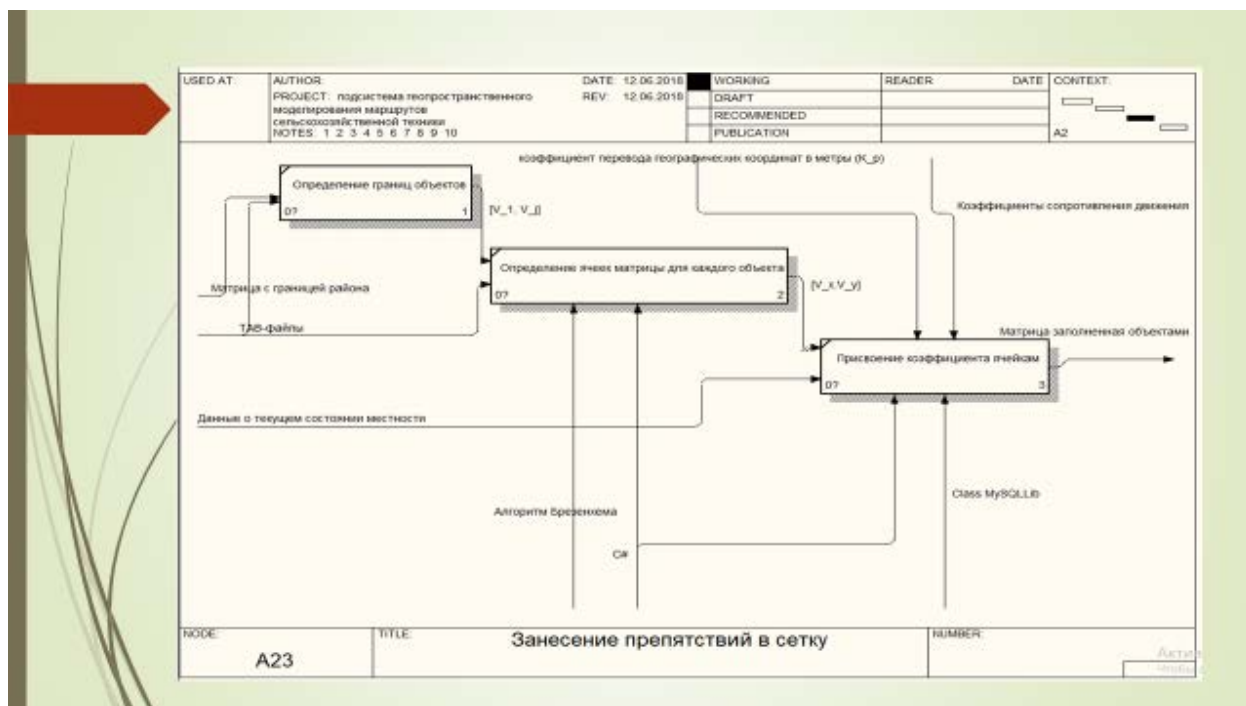 USED AT:
AUTHOR:
DATE: 12.06.2018
WORKING
READER
DATE
CONTEXT:
PROJECT: подсистема геопространственного
REV: 12.06.2018
DRAFT
моделирования маршрутов
RECOMMENDED
сельскохозяйственной техники
NOTES: 1 2 3 4 5 6 7 8 9 10
PUBLICATION
A2
коэффициент перевода географических координат в метры (K_p)
Определение границ объектов
0? 1
[V_1, V_j]
Коэффициенты сопротивления движения
Определение ячеек матрицы для каждого объекта
0? 2
[V_x,V_y]
Матрица с границей района
TAB-файлы
Матрица заполненная объектами
Присвоение коэффициента ячейкам
0? 3
Данные о текущем состоянии местности
Class MySQLLib
Алгоритм Брезенхема
C#
NODE:
TITLE:
Занесение препятствий в сетку
NUMBER:
A23